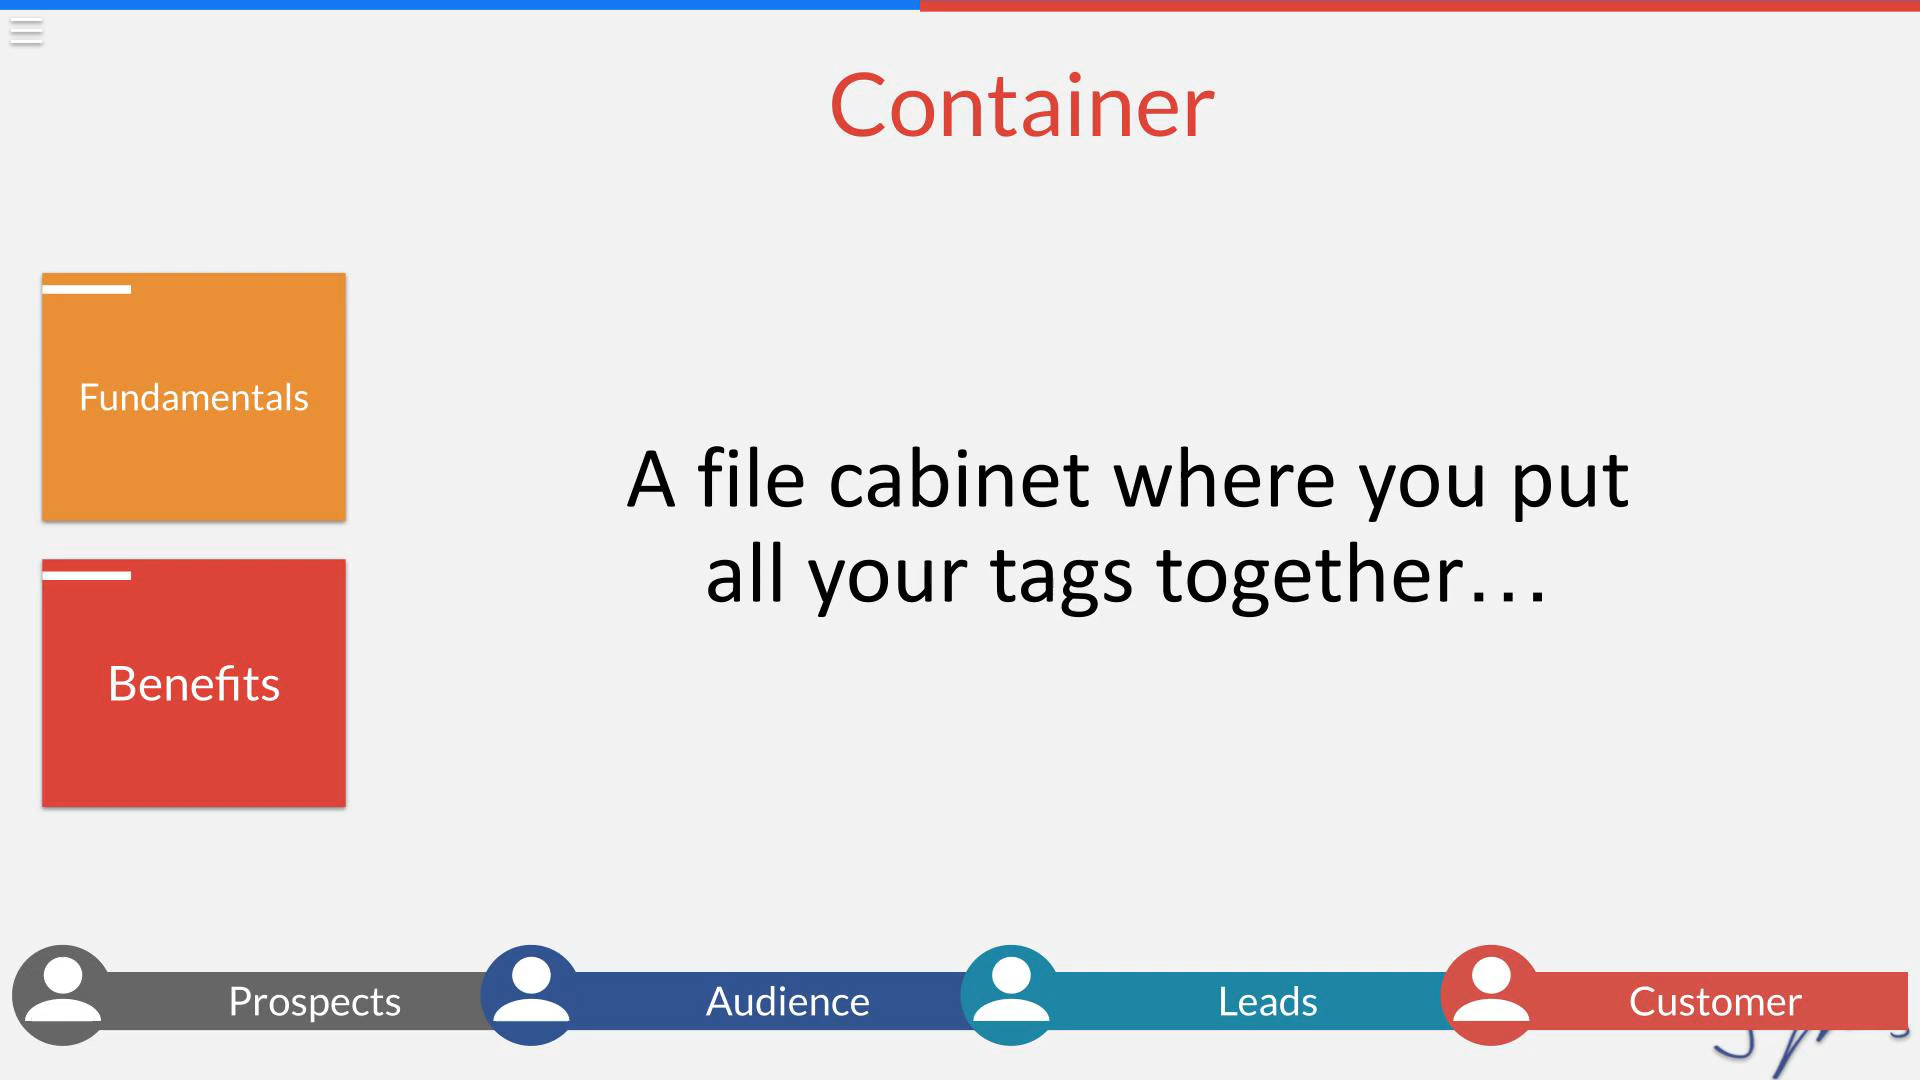 Container
Fundamentals
A file cabinet where you put
all your tags together…
Benefits
Prospects
Audience
Leads
Customer